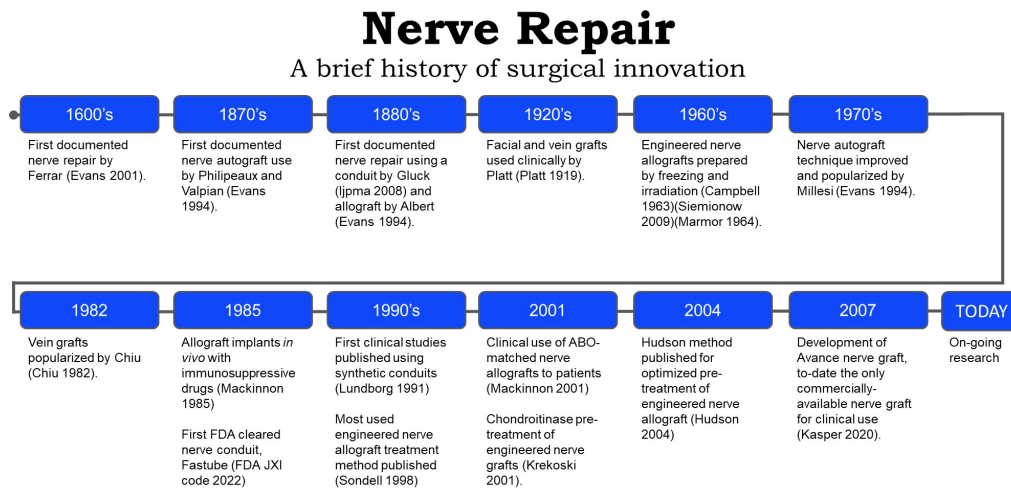 Nerve Repair
A brief history of surgical innovation
1600's
First documented
nerve repair by
Ferrar (Evans 2001).
1870's
First documented
nerve autograft use
by Philipeaux and
Valpian (Evans
1994).
1880's
First documented
nerve repair using a
conduit by Gluck
(Ijpma 2008) and
allograft by Albert
(Evans 1994).
1920's
Facial and vein grafts
used clinically by
Platt (Platt 1919).
1960's
Engineered nerve
allografts prepared
by freezing and
irradiation (Campbell
1963)(Siemionow
2009)(Marmor 1964).
1970's
Nerve autograft
technique improved
and popularized by
Millesi (Evans 1994).
1982
Vein grafts
popularized by Chiu
(Chiu 1982).
1985
Allograft implants in
vivo with
immunosuppressive
drugs (Mackinnon
1985)
First FDA cleared
nerve conduit,
Fastube (FDA JXI
code 2022)
1990's
First clinical studies
published using
synthetic conduits
(Lundborg 1991)
Most used
engineered nerve
allograft treatment
method published
(Sondell 1998)
2001
Clinical use of ABO-
matched nerve
allografts to patients
(Mackinnon 2001)
Chondroitinase pre-
treatment of
engineered nerve
grafts (Krekoski
2001).
2004
Hudson method
published for
optimized pre-
treatment of
engineered nerve
allograft (Hudson
2004)
2007
Development of
Avance nerve graft,
to-date the only
commercially-
available nerve graft
for clinical use
(Kasper 2020).
TODAY
On-going
research